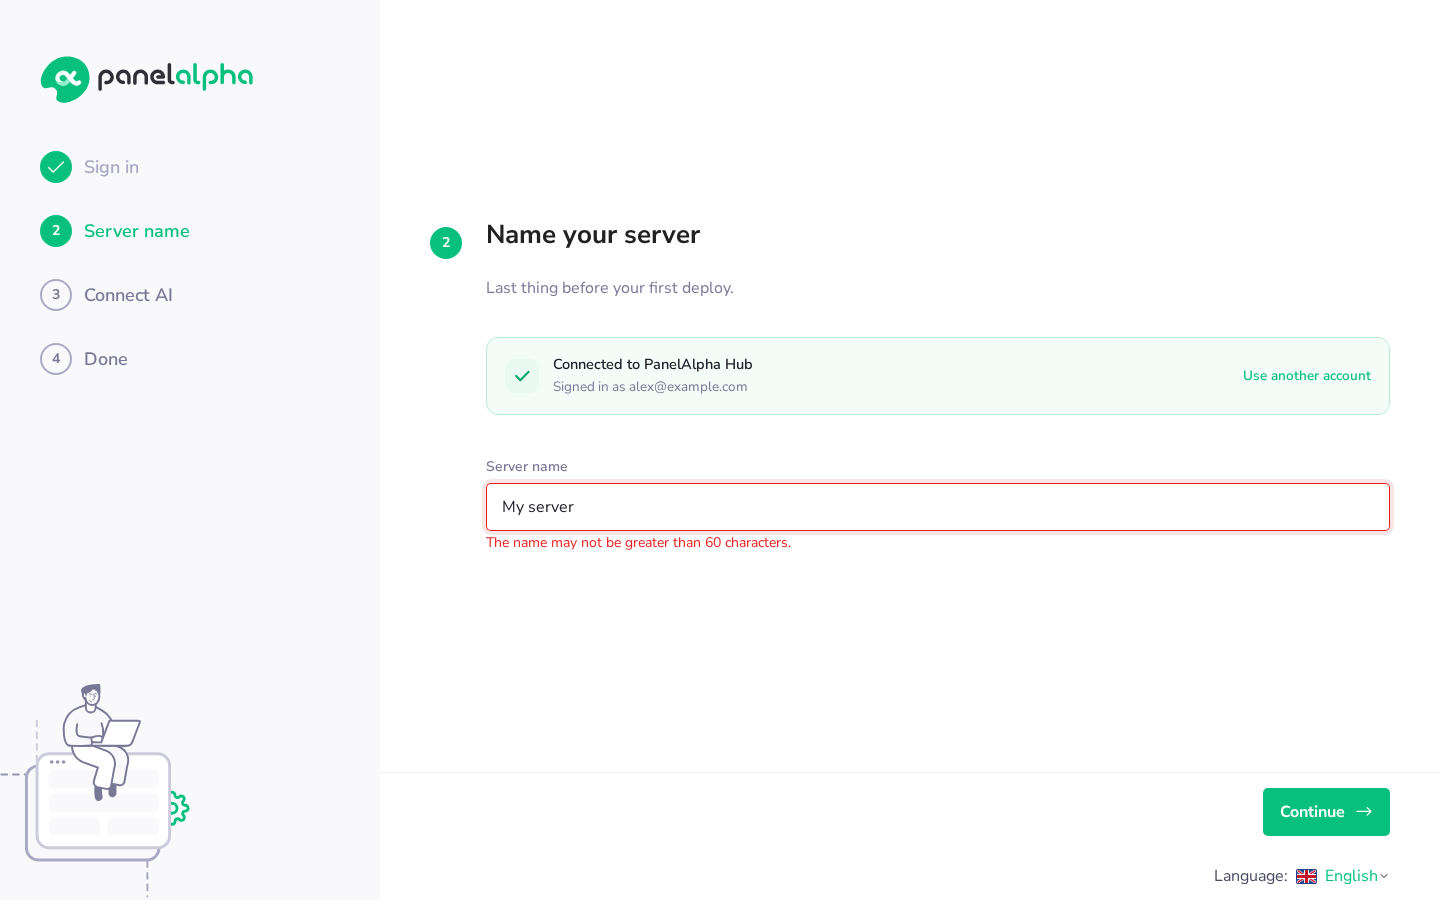 panelalpha
Sign in
2 Server name
3 Connect AI
4 Done
2 Name your server
Last thing before your first deploy.
Connected to PanelAlpha Hub
Signed in as alex@example.com
Use another account
Server name
My server
The name may not be greater than 60 characters.
Continue
Language: English